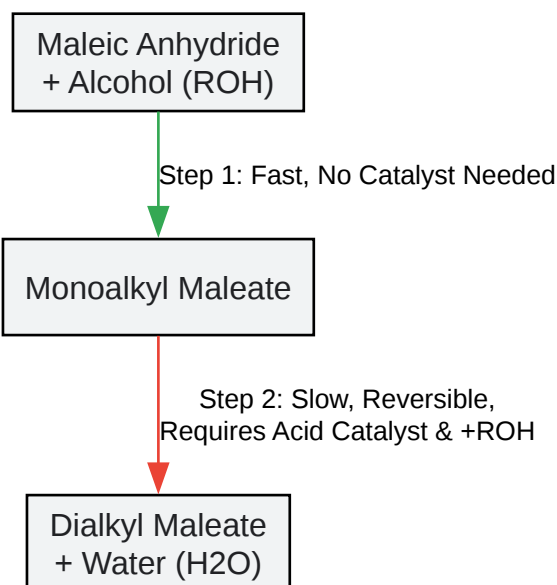 Maleic Anhydride
+ Alcohol (ROH)
Step 1: Fast, No Catalyst Needed
Monoalkyl Maleate
Step 2: Slow, Reversible,
Requires Acid Catalyst & +ROH
Dialkyl Maleate
+ Water (H2O)